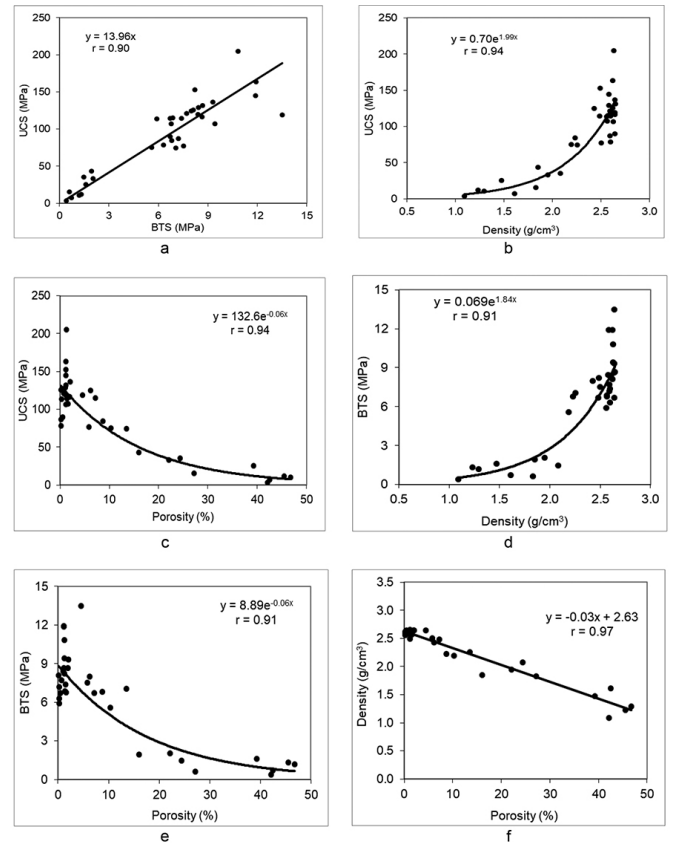 y = 13.96x
r = 0.90
UCS (MPa)
250
200
150
100
50
0
0 3 6 9 12 15
BTS (MPa)
a
y = 0.70e^1.99x
r = 0.94
UCS (MPa)
250
200
150
100
50
0
0.5 1.0 1.5 2.0 2.5 3.0
Density (g/cm³)
b
y = 132.6e^-0.06x
r = 0.94
UCS (MPa)
250
200
150
100
50
0
0 10 20 30 40 50
Porosity (%)
c
y = 0.069e^1.84x
r = 0.91
BTS (MPa)
15
12
9
6
3
0
0.5 1.0 1.5 2.0 2.5 3.0
Density (g/cm³)
d
y = 8.89e^-0.06x
r = 0.91
BTS (MPa)
15
12
9
6
3
0
0 10 20 30 40 50
Porosity (%)
e
y = -0.03x + 2.63
r = 0.97
Density (g/cm³)
3.5
3.0
2.5
2.0
1.5
1.0
0.5
0.0
0 10 20 30 40 50
Porosity (%)
f